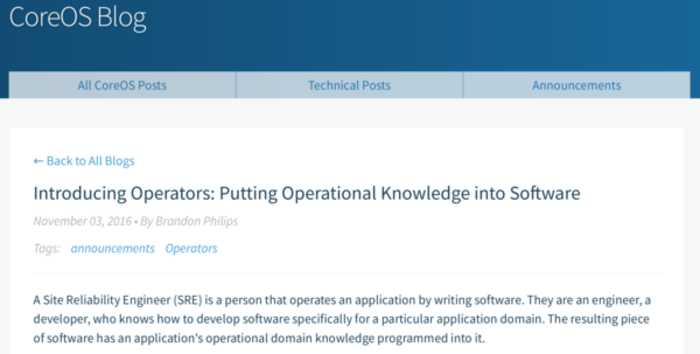 CoreOS Blog
All CoreOS Posts
Technical Posts
Announcements
← Back to All Blogs
Introducing Operators: Putting Operational Knowledge into Software
November 03, 2016 • By Brandon Philips
Tags: announcements Operators
A Site Reliability Engineer (SRE) is a person that operates an application by writing software. They are an engineer, a
developer, who knows how to develop software specifically for a particular application domain. The resulting piece
of software has an application's operational domain knowledge programmed into it.